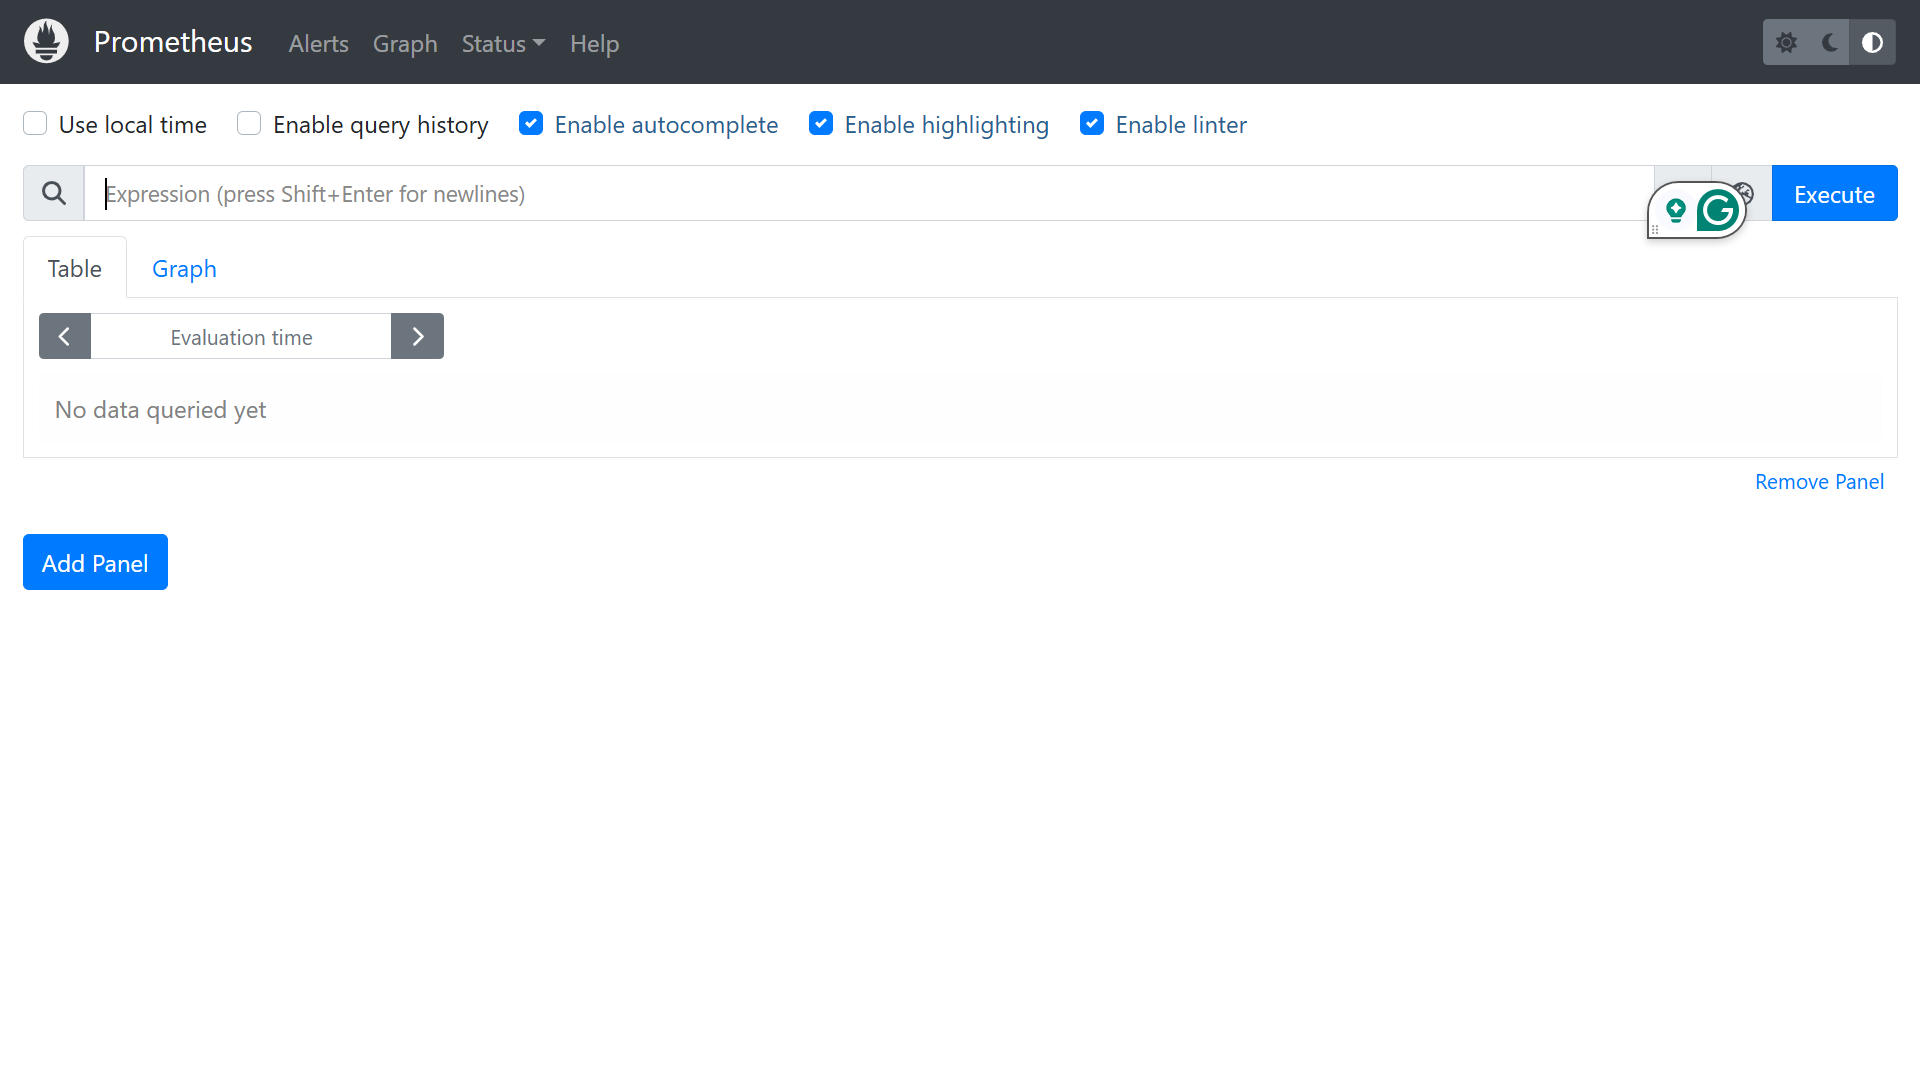 Prometheus Alerts Graph Status Help
Use local time Enable query history Enable autocomplete Enable highlighting Enable linter
Expression (press Shift+Enter for newlines) Execute
Table Graph
Evaluation time
No data queried yet
Remove Panel
Add Panel